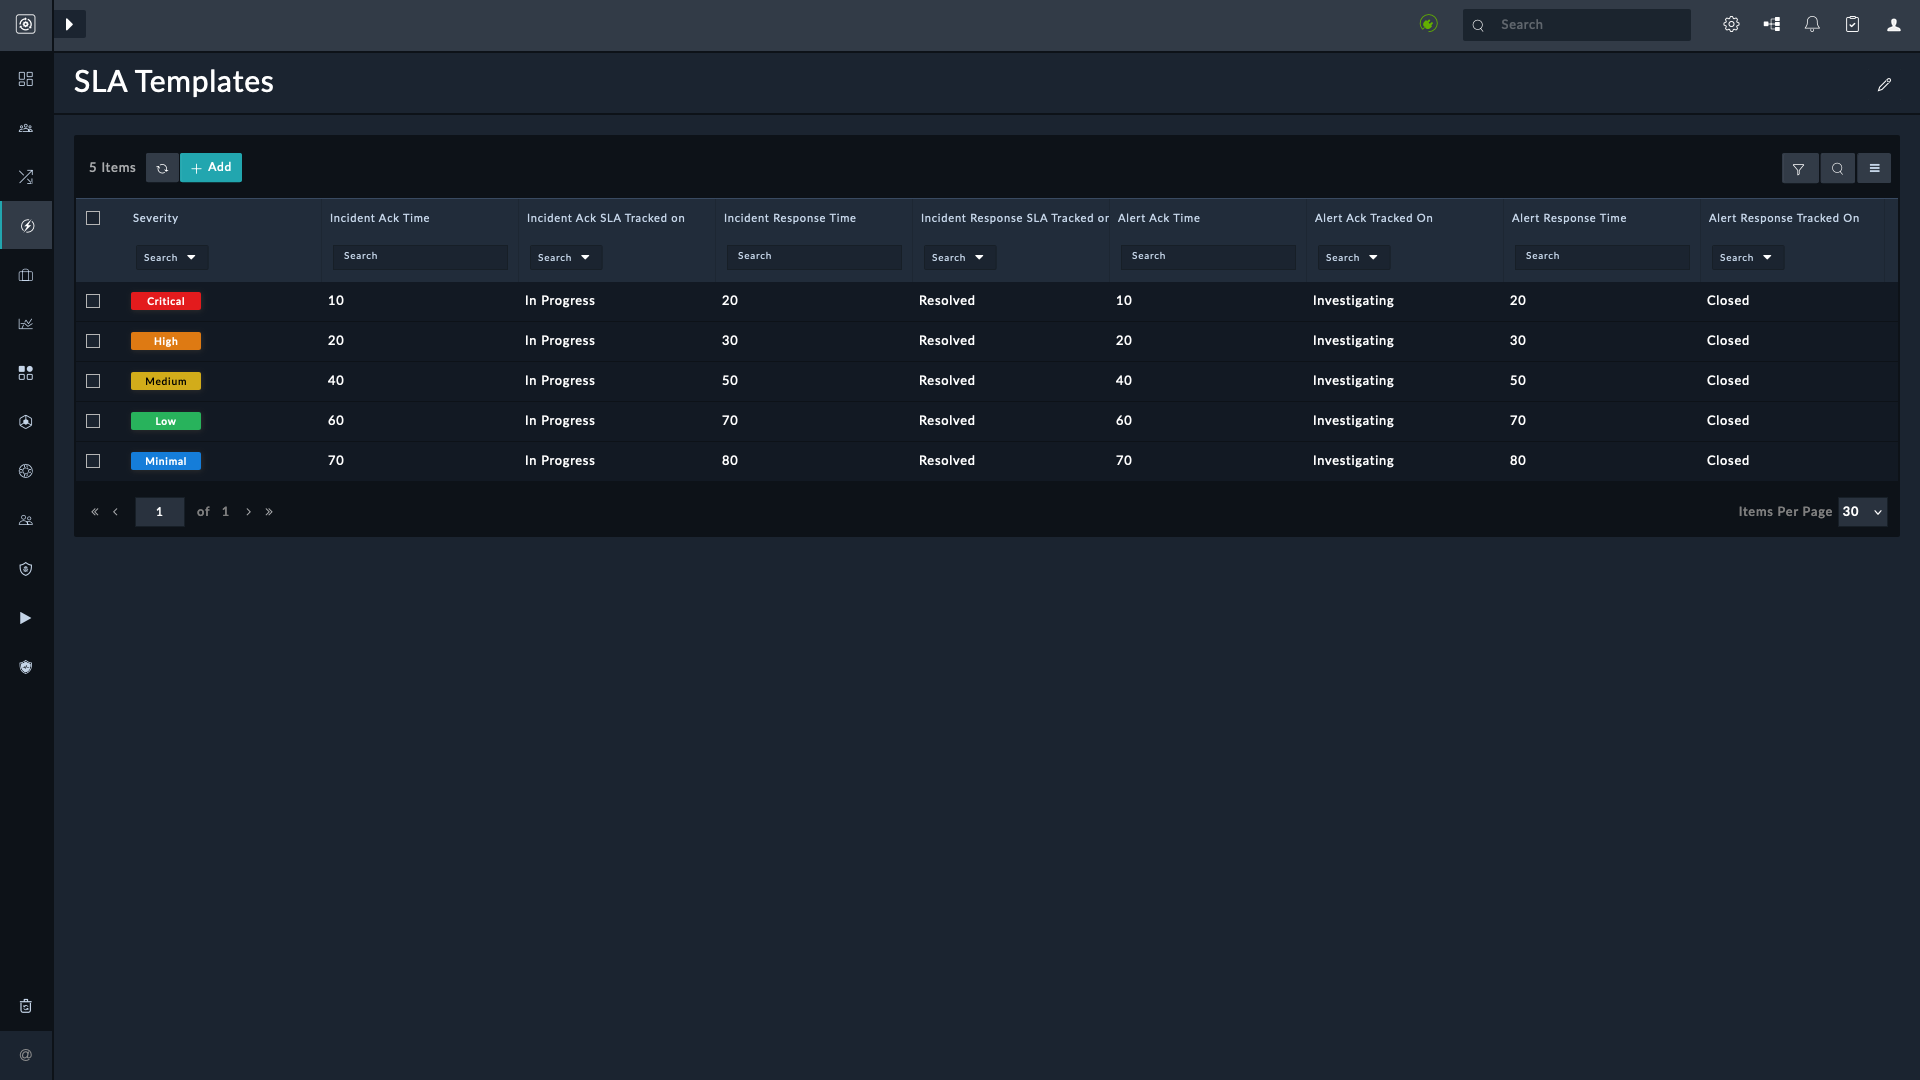 Search
SLA Templates
5 Items
Add
Severity Incident Ack Time Incident Ack SLA Tracked on Incident Response Time Incident Response SLA Tracked or Alert Ack Time Alert Ack Tracked On Alert Response Time Alert Response Tracked On
Search Search Search Search Search Search Search Search Search
Critical 10 In Progress 20 Resolved 10 Investigating 20 Closed
High 20 In Progress 30 Resolved 20 Investigating 30 Closed
Medium 40 In Progress 50 Resolved 40 Investigating 50 Closed
Low 60 In Progress 70 Resolved 60 Investigating 70 Closed
Minimal 70 In Progress 80 Resolved 70 Investigating 80 Closed
« ‹ 1 of 1 › » Items Per Page 30
@